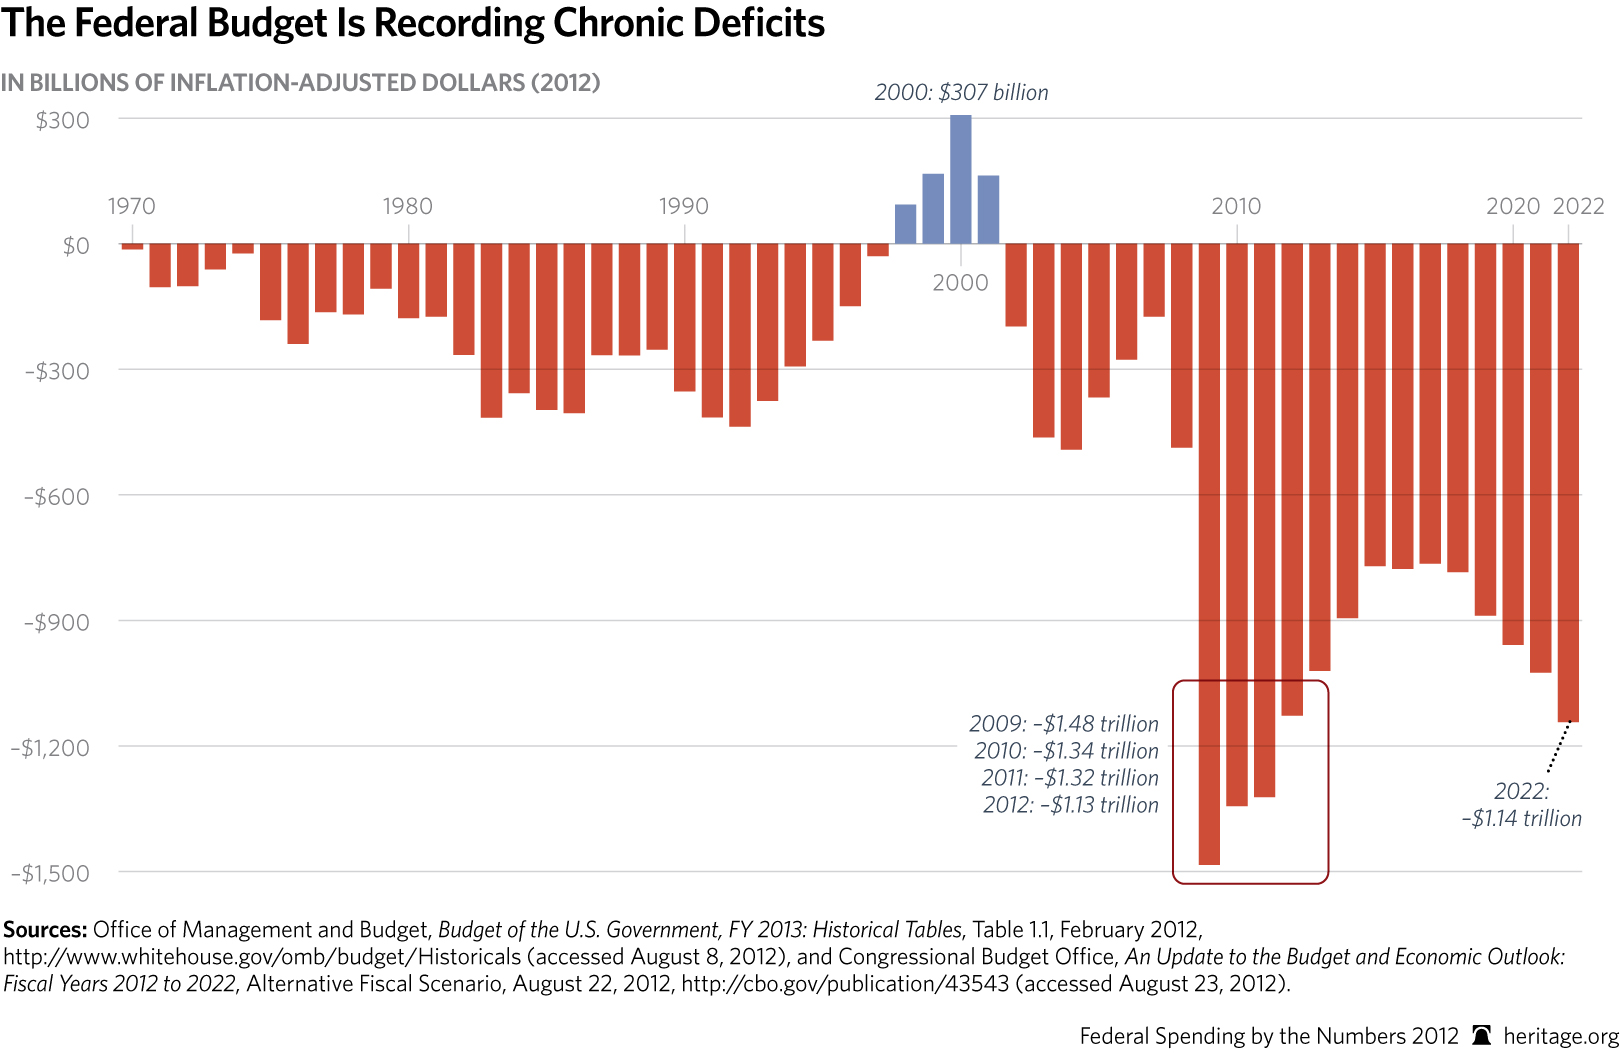 The Federal Budget Is Recording Chronic Deficits
IN BILLIONS OF INFLATION-ADJUSTED DOLLARS (2012)
2000: $307 billion
$300
1970
1980
1990
2010
2020
2022
$0
2000
–$300
–$600
–$900
–$1,200
2009: –$1.48 trillion
2010: –$1.34 trillion
2011: –$1.32 trillion
2012: –$1.13 trillion
2022:
–$1.14 trillion
–$1,500
Sources: Office of Management and Budget, Budget of the U.S. Government, FY 2013: Historical Tables, Table 1.1, February 2012,
http://www.whitehouse.gov/omb/budget/Historicals (accessed August 8, 2012), and Congressional Budget Office, An Update to the Budget and Economic Outlook:
Fiscal Years 2012 to 2022, Alternative Fiscal Scenario, August 22, 2012, http://cbo.gov/publication/43543 (accessed August 23, 2012).
Federal Spending by the Numbers 2012 heritage.org